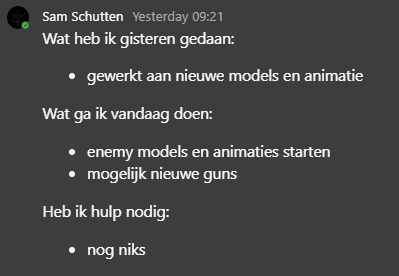 Sam Schutten Yesterday 09:21
Wat heb ik gisteren gedaan:
• gewerkt aan nieuwe models en animatie
Wat ga ik vandaag doen:
• enemy models en animaties starten
• mogelijk nieuwe guns
Heb ik hulp nodig:
• nog niks